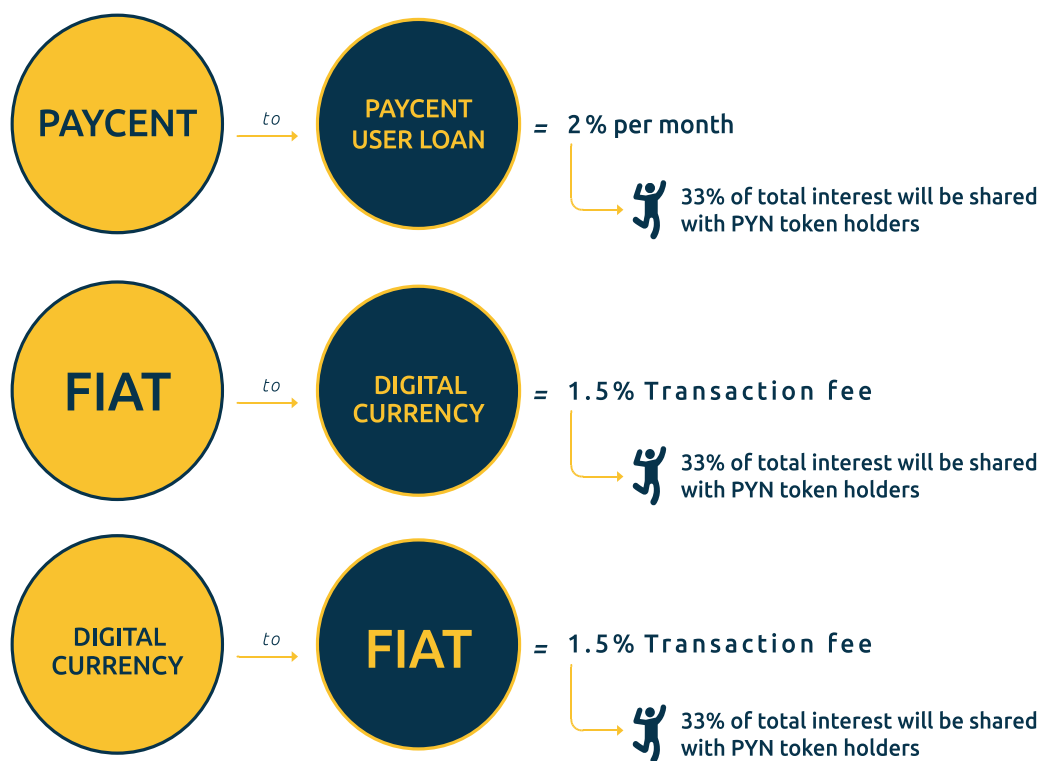 PAYCENT
to
PAYCENT
USER LOAN
= 2% per month
33% of total interest will be shared
with PYN token holders
FIAT
to
DIGITAL
CURRENCY
= 1.5% Transaction fee
33% of total interest will be shared
with PYN token holders
DIGITAL
CURRENCY
to
FIAT
= 1.5% Transaction fee
33% of total interest will be shared
with PYN token holders